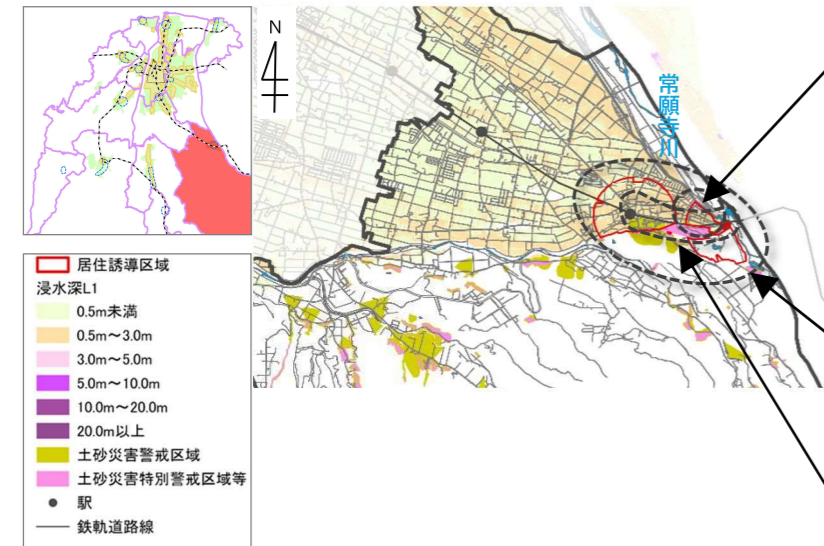 N
常願寺川
居住誘導区域
浸水深L1
0.5m未満
0.5m～3.0m
3.0m～5.0m
5.0m～10.0m
10.0m～20.0m
20.0m以上
土砂災害警戒区域
土砂災害特別警戒区域等
駅
鉄軌道路線